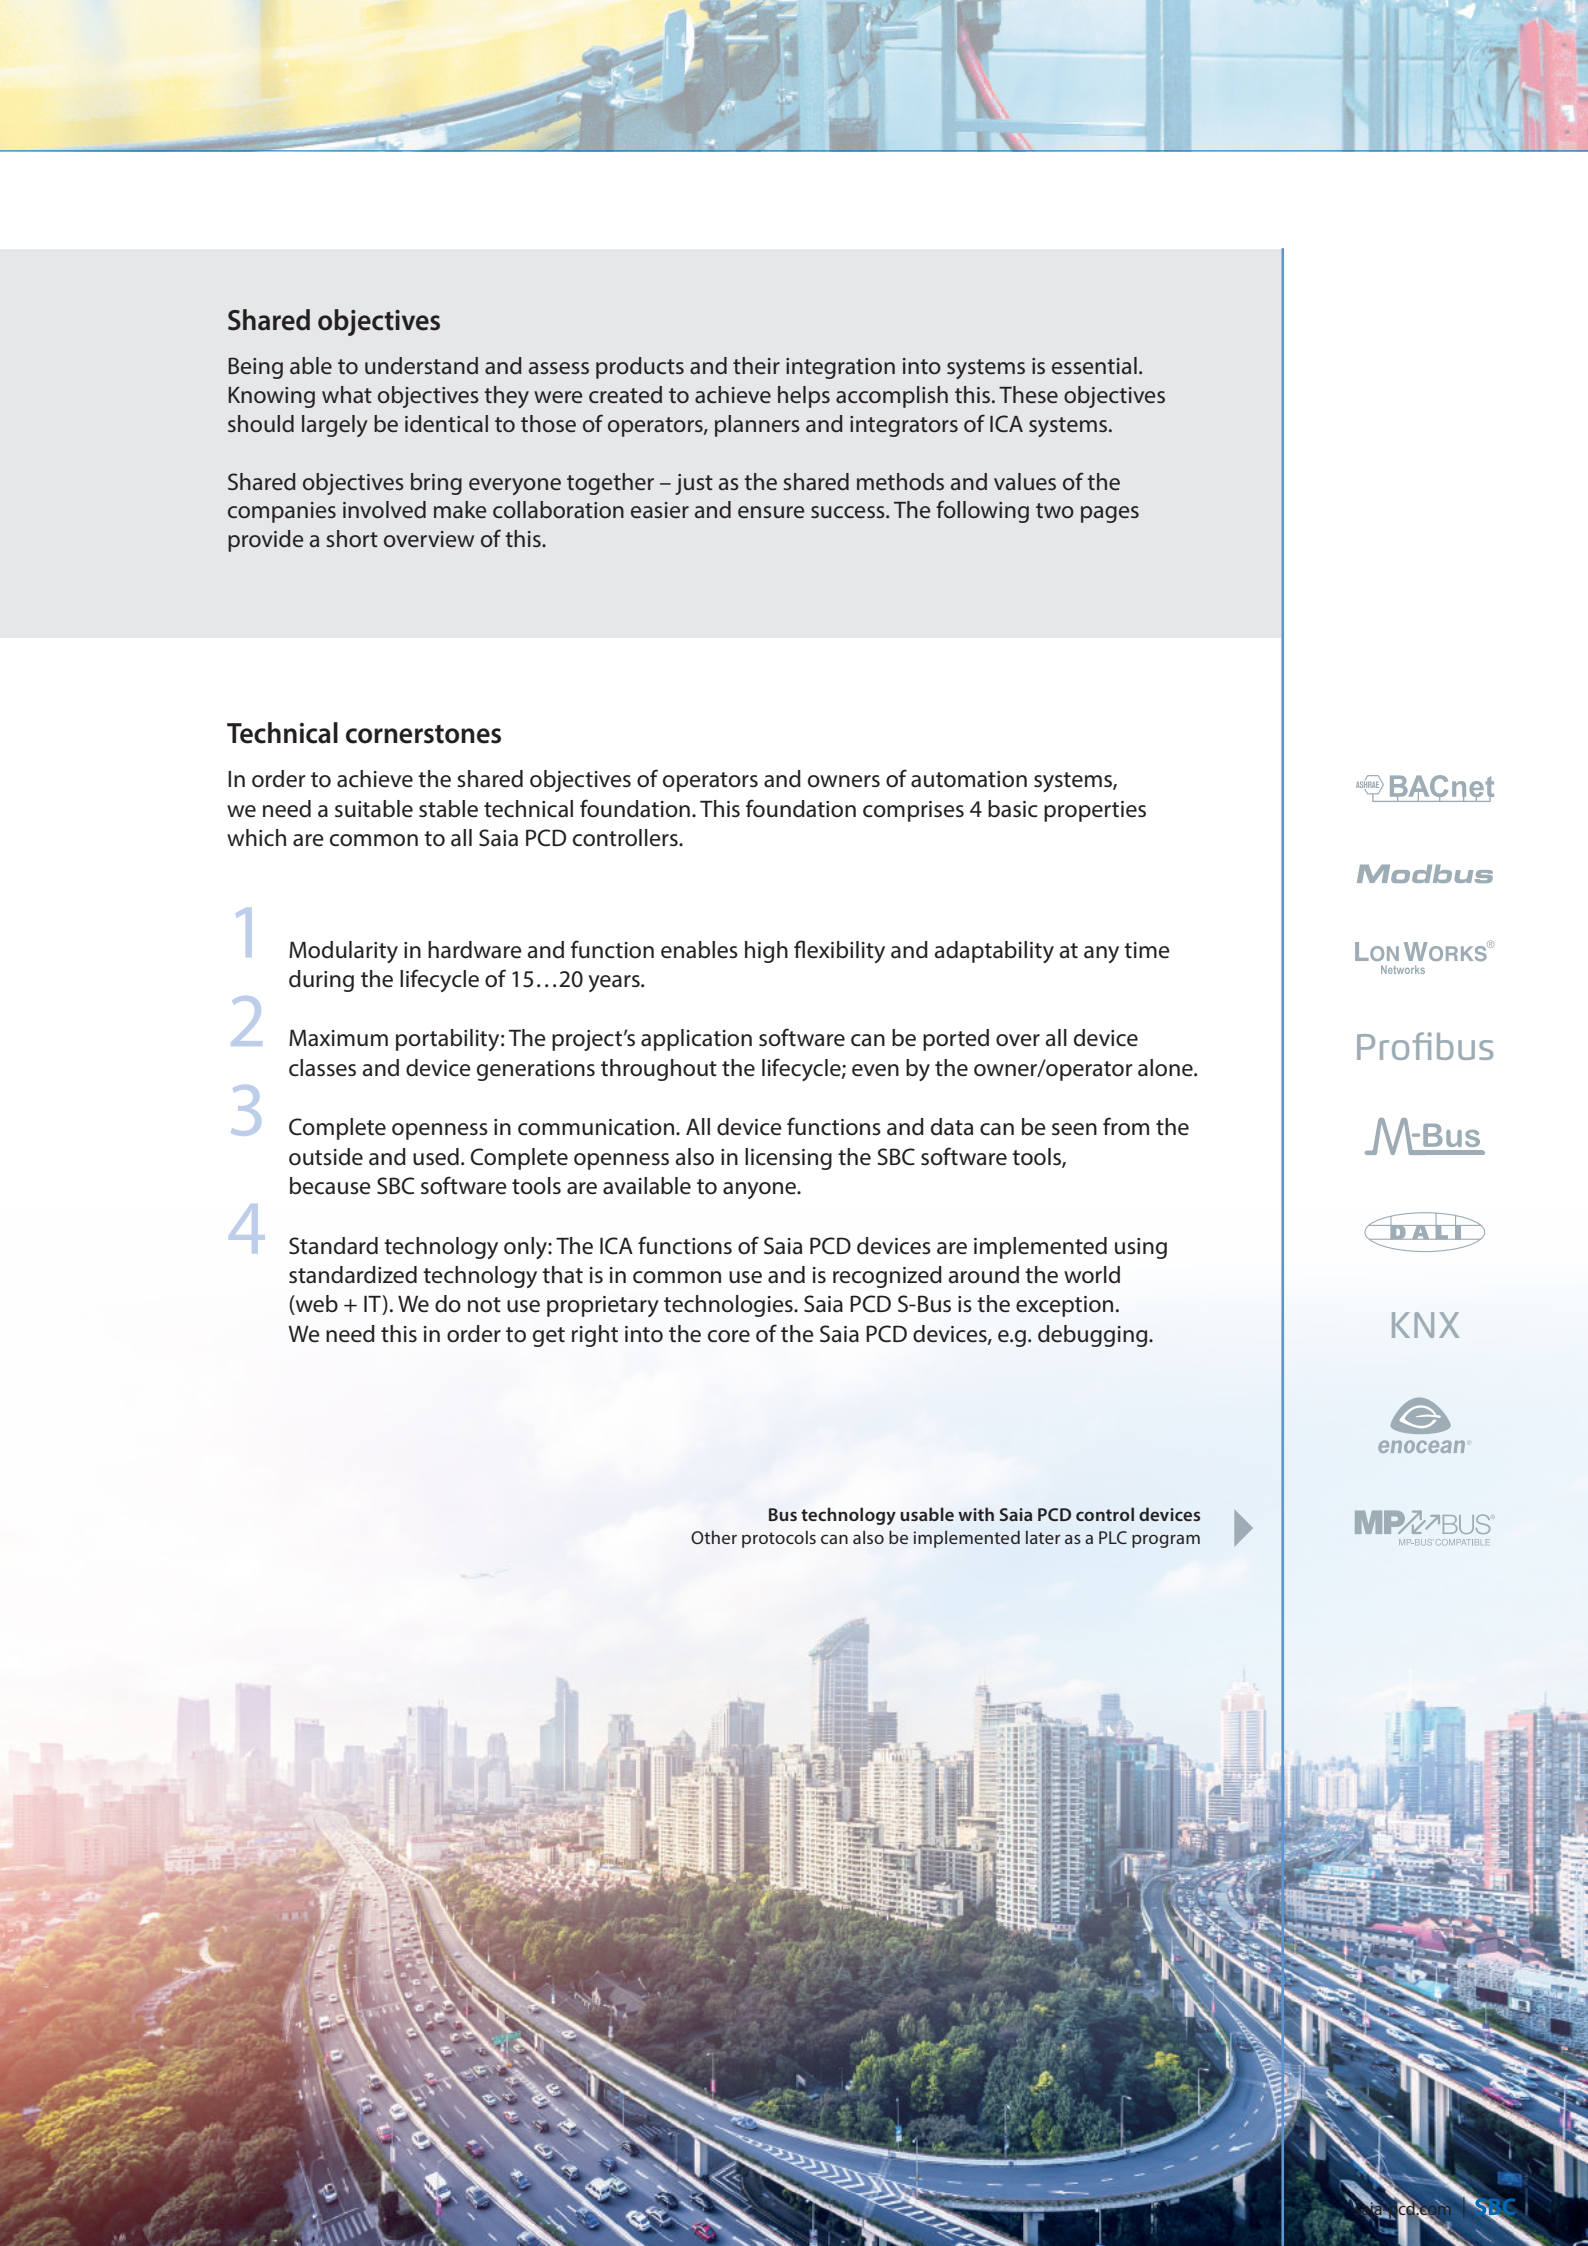 Shared objectives
Being able to understand and assess products and their integration into systems is essential.
Knowing what objectives they were created to achieve helps accomplish this. These objectives
should largely be identical to those of operators, planners and integrators of ICA systems.
Shared objectives bring everyone together – just as the shared methods and values of the
companies involved make collaboration easier and ensure success. The following two pages
provide a short overview of this.
Technical cornerstones
In order to achieve the shared objectives of operators and owners of automation systems,
we need a suitable stable technical foundation. This foundation comprises 4 basic properties
which are common to all Saia PCD controllers.
1
Modularity in hardware and function enables high flexibility and adaptability at any time
during the lifecycle of 15…20 years.
2
Maximum portability: The project’s application software can be ported over all device
classes and device generations throughout the lifecycle; even by the owner/operator alone.
3
Complete openness in communication. All device functions and data can be seen from the
outside and used. Complete openness also in licensing the SBC software tools,
because SBC software tools are available to anyone.
4
Standard technology only: The ICA functions of Saia PCD devices are implemented using
standardized technology that is in common use and is recognized around the world
(web + IT). We do not use proprietary technologies. Saia PCD S-Bus is the exception.
We need this in order to get right into the core of the Saia PCD devices, e.g. debugging.
Bus technology usable with Saia PCD control devices
Other protocols can also be implemented later as a PLC program
ASHRAE BACnet
Modbus
LONWORKS®
Networks
Profibus
M-Bus
DALI
KNX
enocean®
MP BUS®
MP-BUS® COMPATIBLE
saia-pcd.com | SBC